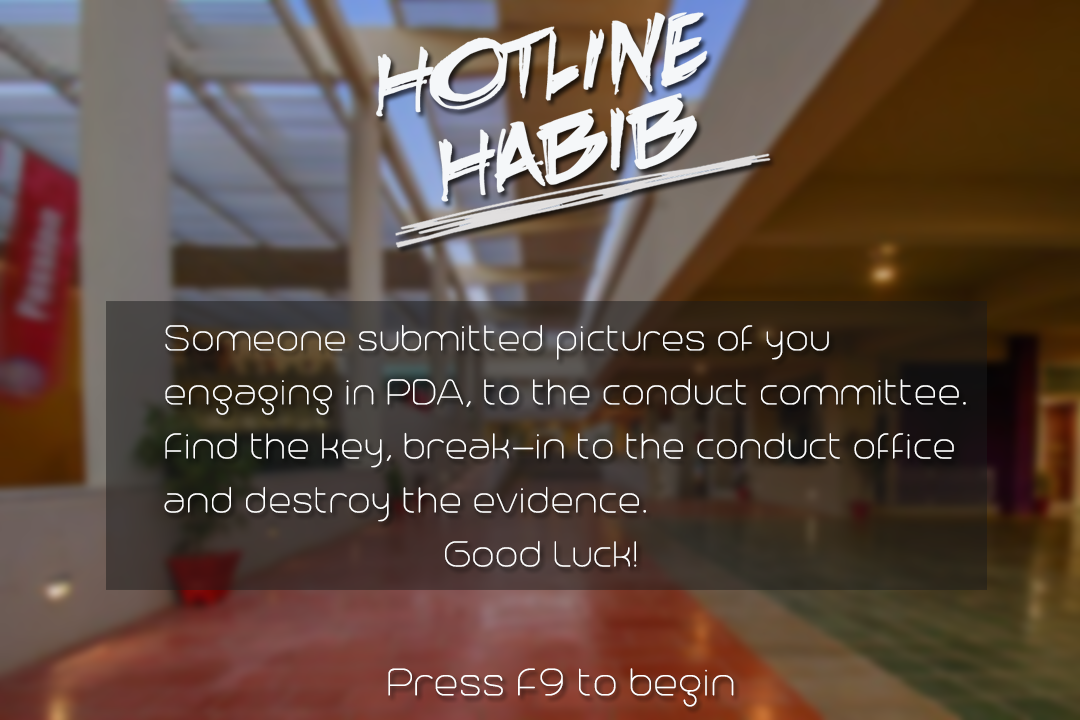 HOTLINE
HABIB
Passion
Someone submitted pictures of you
engaging in PDA, to the conduct committee.
Find the key, break-in to the conduct office
and destroy the evidence.
Good Luck!
Press F9 to begin